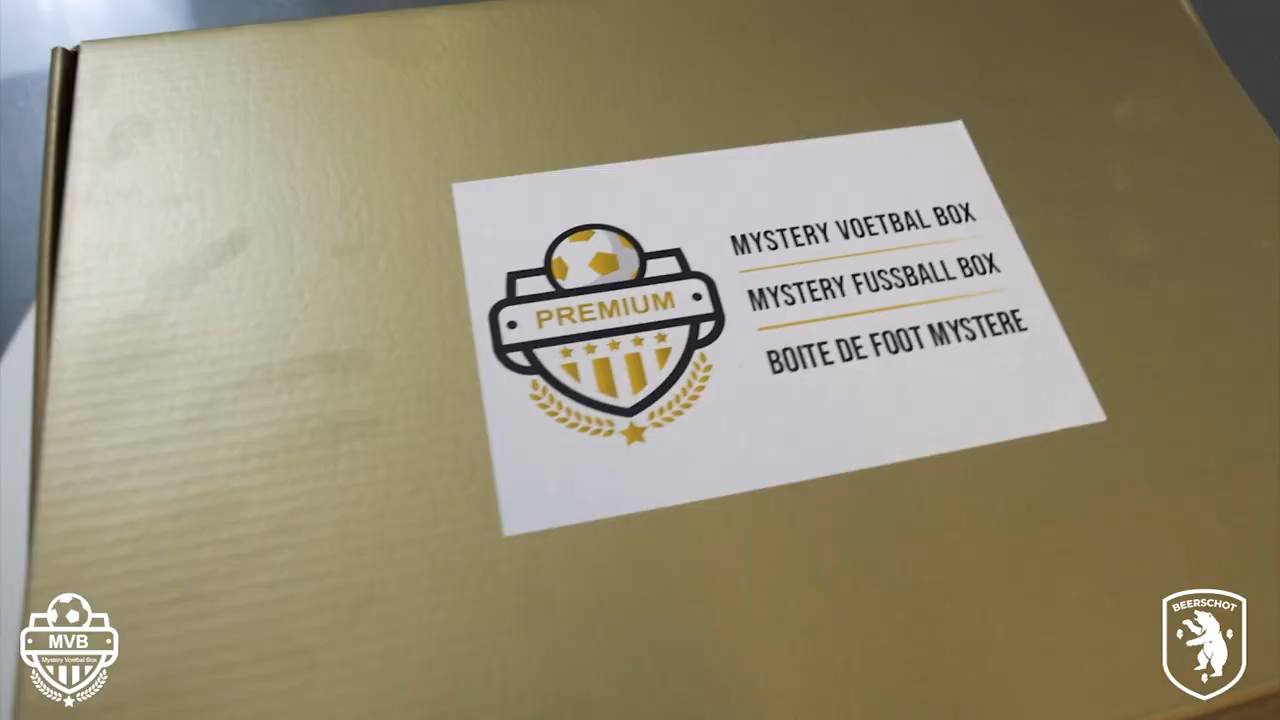 PREMIUM
MYSTERY VOETBAL BOX
MYSTERY FUSSBALL BOX
BOITE DE FOOT MYSTERE
MVB
Mystery Voetbal Box
BEERSCHOT